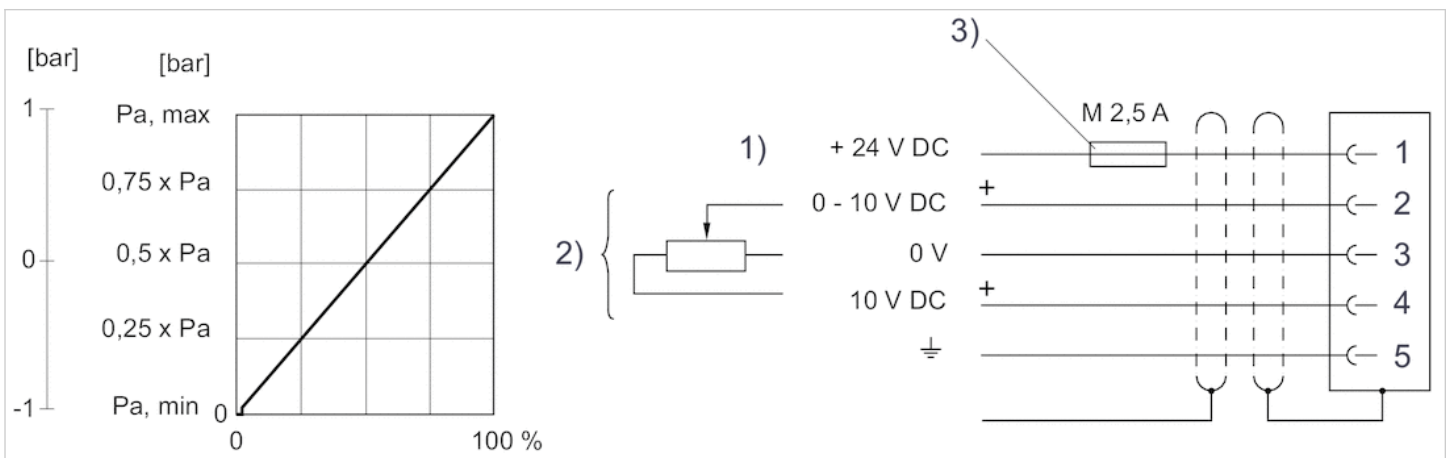 [bar]
[bar]
1
0
-1
Pa, max
0,75 x Pa
0,5 x Pa
0,25 x Pa
Pa, min
0
0
100 %
1)
2)
3)
M 2,5 A
+ 24 V DC
1
0 - 10 V DC
+
2
0 V
3
10 V DC
+
4
5